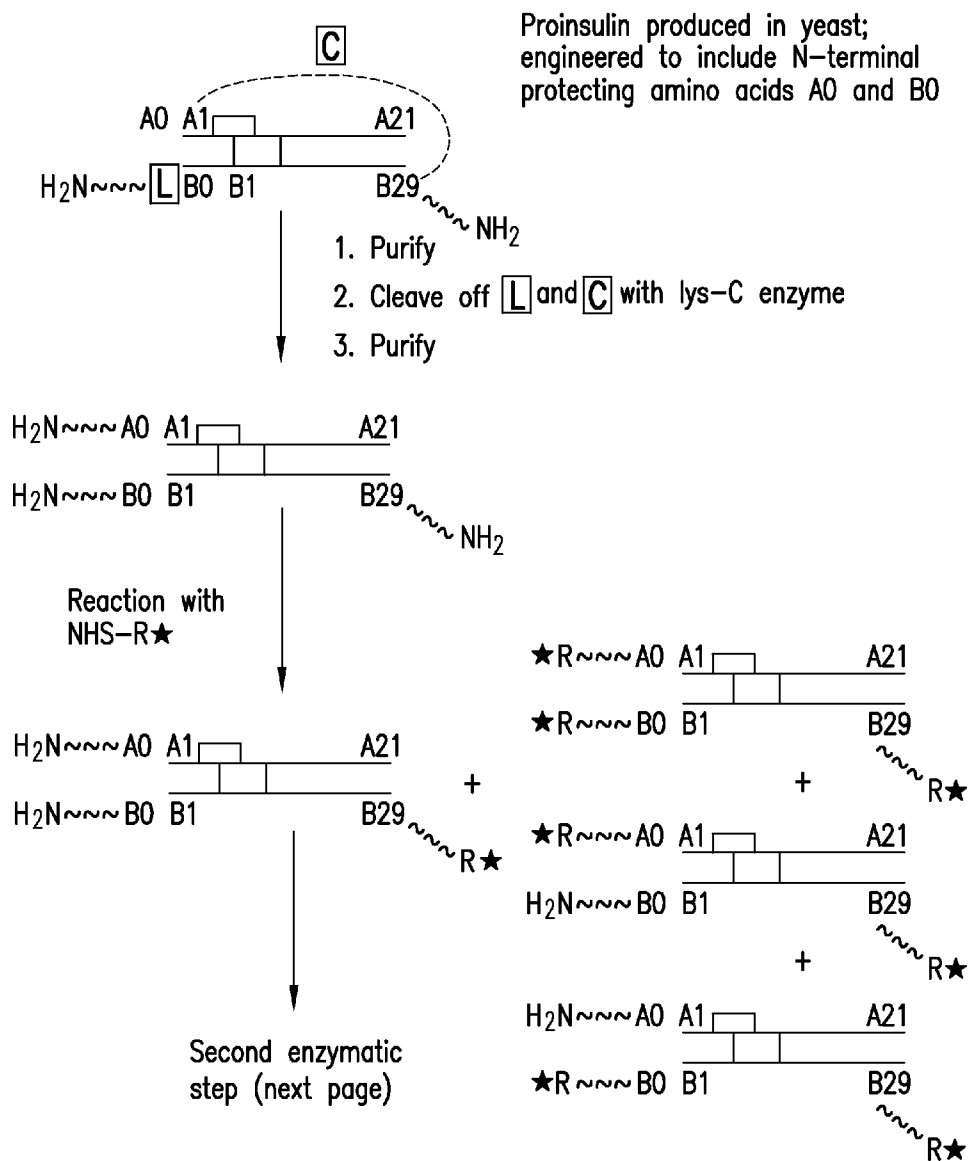 C
Proinsulin produced in yeast;
engineered to include N-terminal
protecting amino acids A0 and B0
A0 A1 A21
H2N~~~ L B0 B1 B29
~~~NH2
1. Purify
2. Cleave off L and C with lys-C enzyme
3. Purify
H2N~~~A0 A1 A21
H2N~~~B0 B1 B29
~~~NH2
Reaction with
NHS-R★
H2N~~~A0 A1 A21
H2N~~~B0 B1 B29
~~~R★
+
★R~~~A0 A1 A21
★R~~~B0 B1 B29
~~~R★
+
★R~~~A0 A1 A21
H2N~~~B0 B1 B29
~~~R★
+
H2N~~~A0 A1 A21
★R~~~B0 B1 B29
~~~R★
Second enzymatic
step (next page)